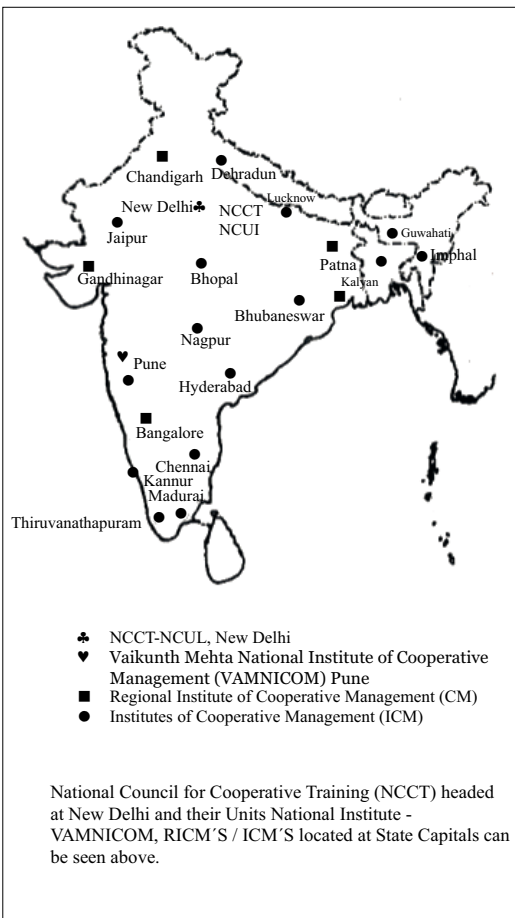 Chandigarh
Dehradun
New Delhi
NCCT
NCUI
Lucknow
Jaipur
Guwahati
Imphal
Gandhinagar
Bhopal
Patna
Kalyan
Bhubaneswar
Nagpur
Pune
Hyderabad
Bangalore
Chennai
Kannur
Madurai
Thiruvanathapuram
♣ NCCT-NCUL, New Delhi
♥ Vaikunth Mehta National Institute of Cooperative
Management (VAMNICOM) Pune
■ Regional Institute of Cooperative Management (CM)
● Institutes of Cooperative Management (ICM)
National Council for Cooperative Training (NCCT) headed
at New Delhi and their Units National Institute -
VAMNICOM, RICM´S / ICM´S located at State Capitals can
be seen above.